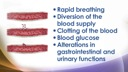 • Rapid breathing
• Diversion of the
blood supply
• Clotting of the blood
• Blood glucose
• Alterations in
gastrointestinal and
urinary functions